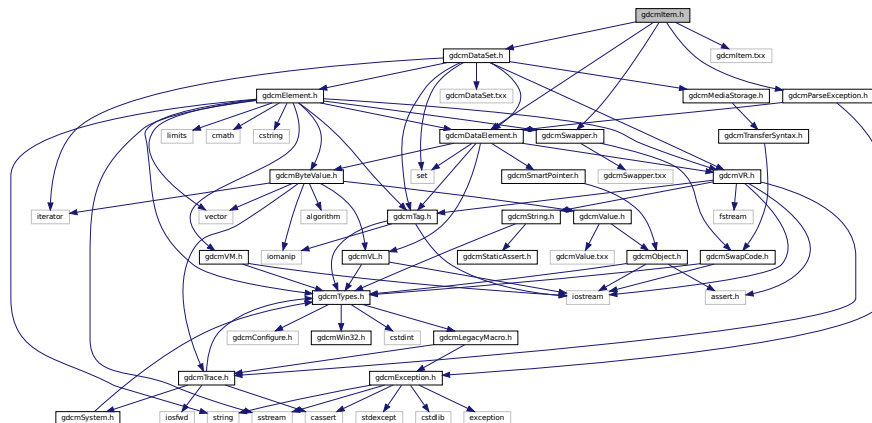 gdcmItem.h
gdcmDataSet.h
gdcmItem.txx
gdcmElement.h
gdcmDataSet.txx
gdcmMediaStorage.h
gdcmParseException.h
limits
cmath
cstring
gdcmDataElement.h
gdcmSwapper.h
gdcmTransferSyntax.h
gdcmByteValue.h
set
gdcmSmartPointer.h
gdcmSwapper.txx
gdcmVR.h
iterator
vector
algorithm
gdcmTag.h
gdcmString.h
gdcmValue.h
fstream
gdcmVM.h
iomanip
gdcmVL.h
gdcmStaticAssert.h
gdcmValue.txx
gdcmObject.h
gdcmSwapCode.h
gdcmTypes.h
iostream
assert.h
gdcmConfigure.h
gdcmWin32.h
cstdint
gdcmLegacyMacro.h
gdcmTrace.h
gdcmException.h
gdcmSystem.h
iosfwd
string
sstream
cassert
stdexcept
cstdlib
exception